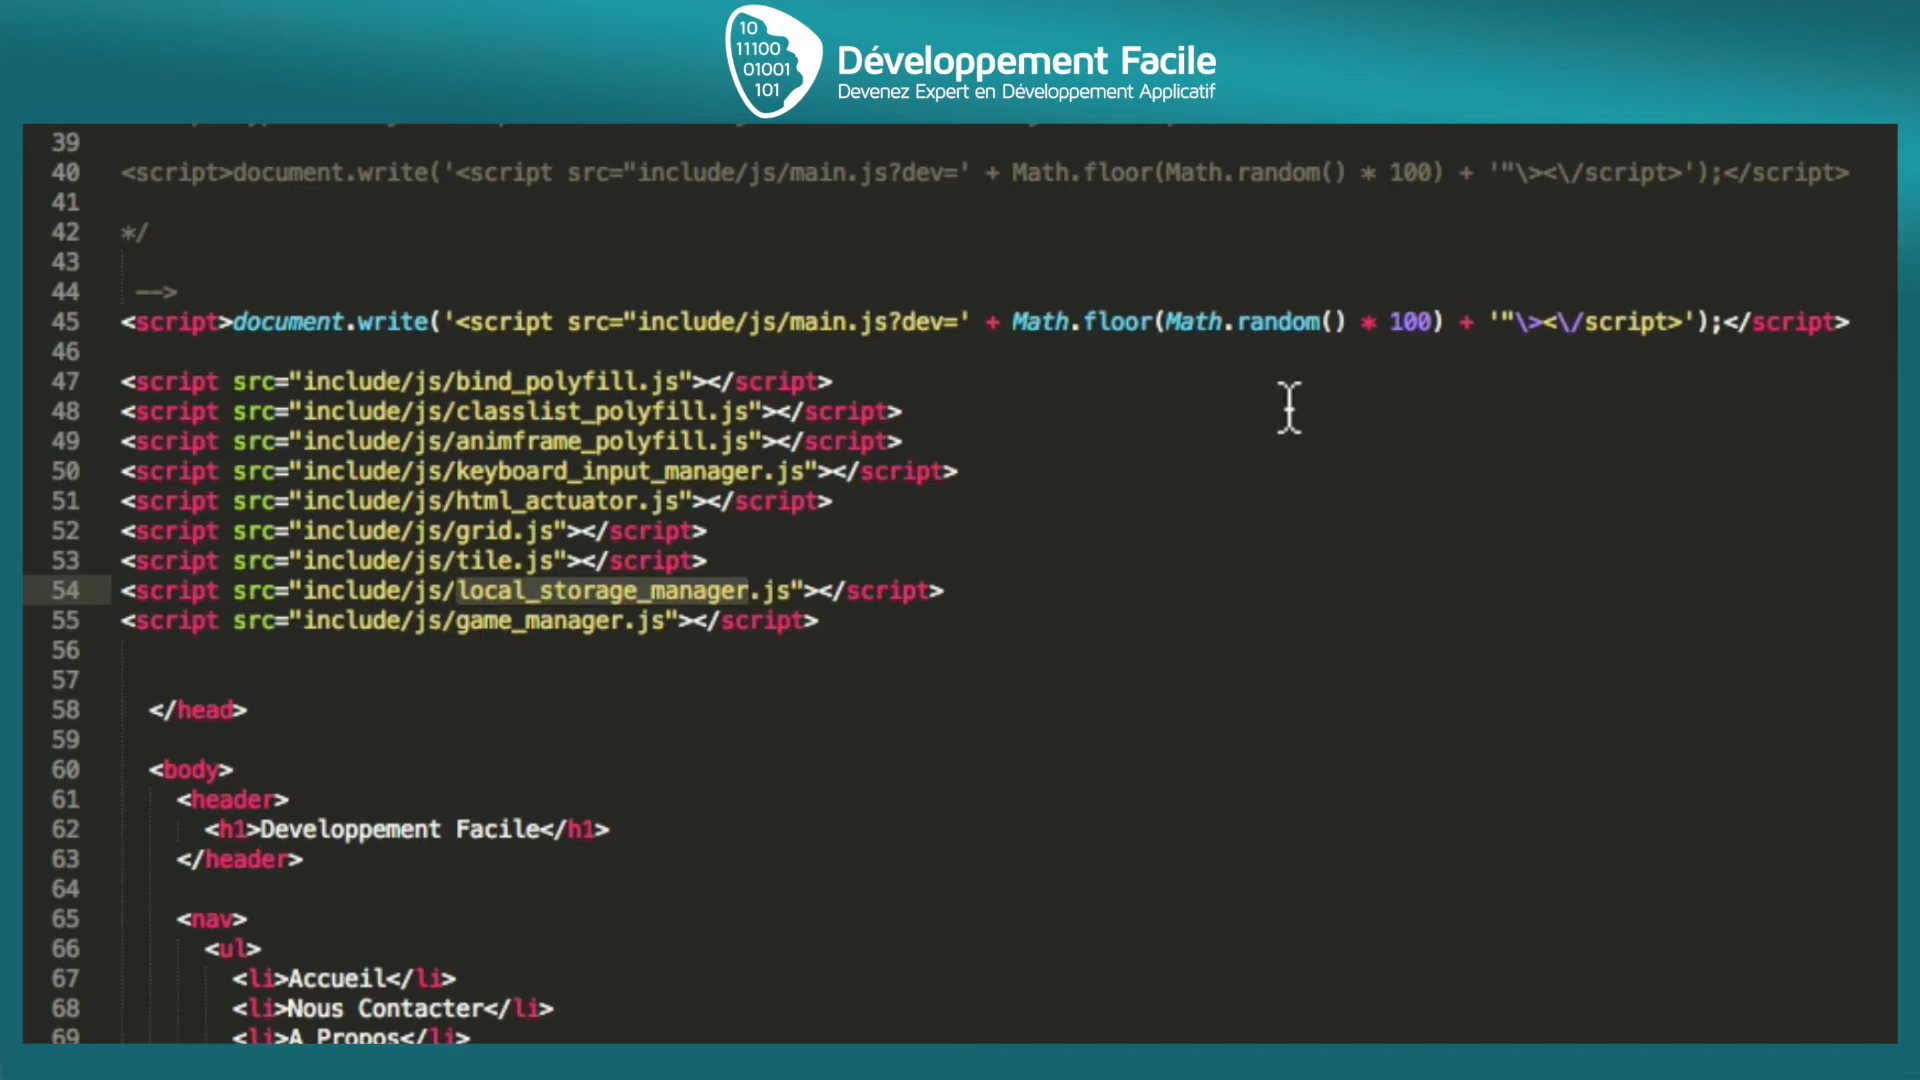 10
11100
01001
101
Développement Facile
Devenez Expert en Développement Applicatif
39
40 <script>document.write('<script src="include/js/main.js?dev=' + Math.floor(Math.random() * 100) + '"\><\/script>');</script>
41
42 */
43
44 -->
45 <script>document.write('<script src="include/js/main.js?dev=' + Math.floor(Math.random() * 100) + '"\><\/script>');</script>
46
47 <script src="include/js/bind_polyfill.js"></script>
48 <script src="include/js/classlist_polyfill.js"></script>
49 <script src="include/js/animframe_polyfill.js"></script>
50 <script src="include/js/keyboard_input_manager.js"></script>
51 <script src="include/js/html_actuator.js"></script>
52 <script src="include/js/grid.js"></script>
53 <script src="include/js/tile.js"></script>
54 <script src="include/js/local_storage_manager.js"></script>
55 <script src="include/js/game_manager.js"></script>
56
57
58 </head>
59
60 <body>
61 <header>
62 <h1>Developpement Facile</h1>
63 </header>
64
65 <nav>
66 <ul>
67 <li>Accueil</li>
68 <li>Nous Contacter</li>
69 <li>A Propos</li>